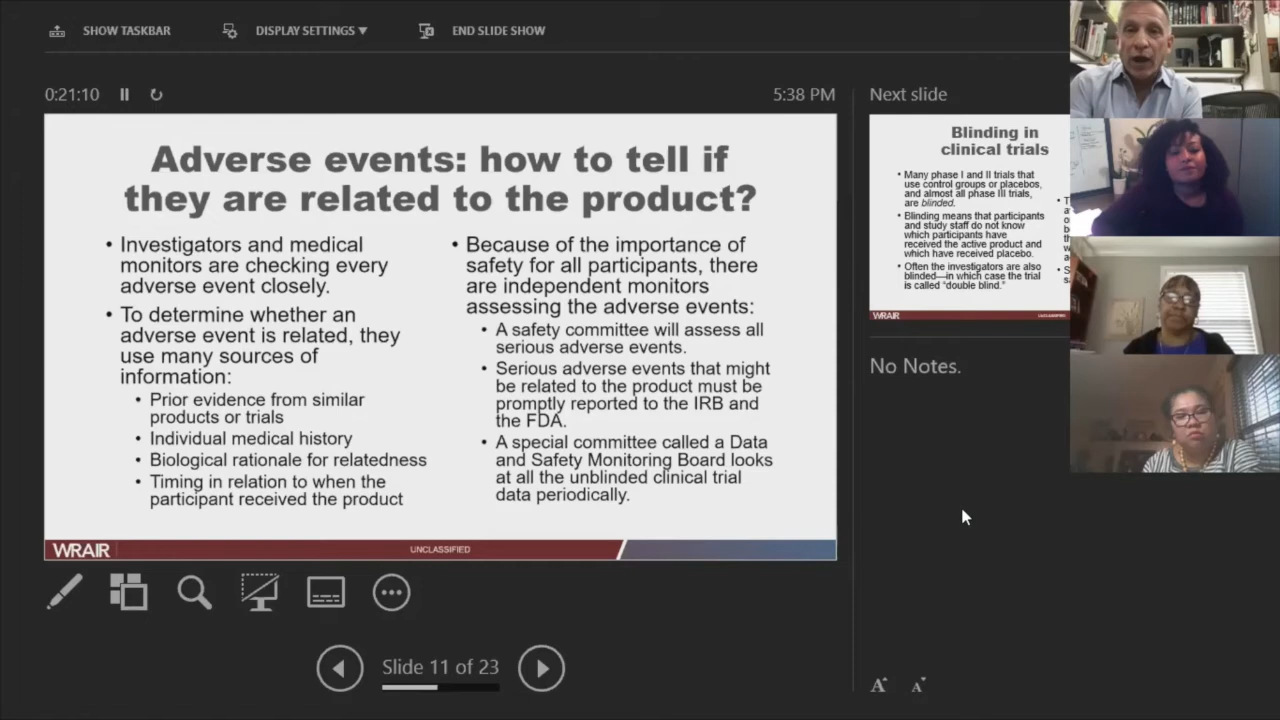 SHOW TASKBAR
DISPLAY SETTINGS ▼
END SLIDE SHOW
0:21:10
5:38 PM
Adverse events: how to tell if
they are related to the product?
• Investigators and medical
monitors are checking every
adverse event closely.
• To determine whether an
adverse event is related, they
use many sources of
information:
• Prior evidence from similar
products or trials
• Individual medical history
• Biological rationale for relatedness
• Timing in relation to when the
participant received the product
• Because of the importance of
safety for all participants, there
are independent monitors
assessing the adverse events:
• A safety committee will assess all
serious adverse events.
• Serious adverse events that might
be related to the product must be
promptly reported to the IRB and
the FDA.
• A special committee called a Data
and Safety Monitoring Board looks
at all the unblinded clinical trial
data periodically.
WRAIR
UNCLASSIFIED
Slide 11 of 23
Next slide
Blinding in
clinical trials
• Many phase I and II trials that
use control groups or placebos,
and almost all phase III trials,
are blinded.
• Blinding means that participants
and study staff do not know
which participants have
received the active product and
which have received placebo.
• Often the investigators are also
blinded—in which case the trial
is called “double blind.”
WRAIR
UNCLASSIFIED
No Notes.
A
A